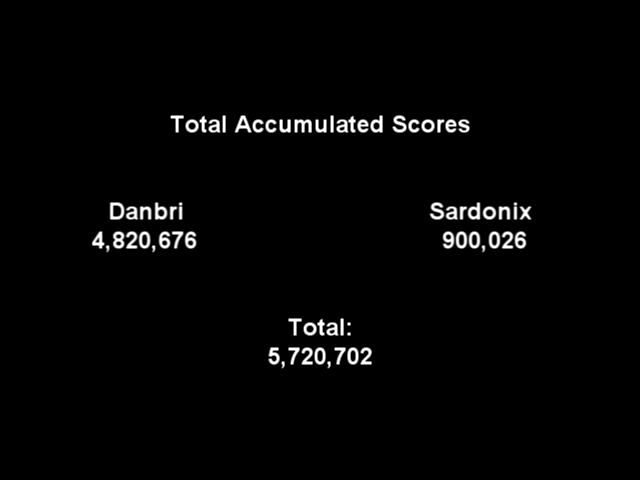 Total Accumulated Scores
Danbri
4,820,676
Sardonix
900,026
Total:
5,720,702